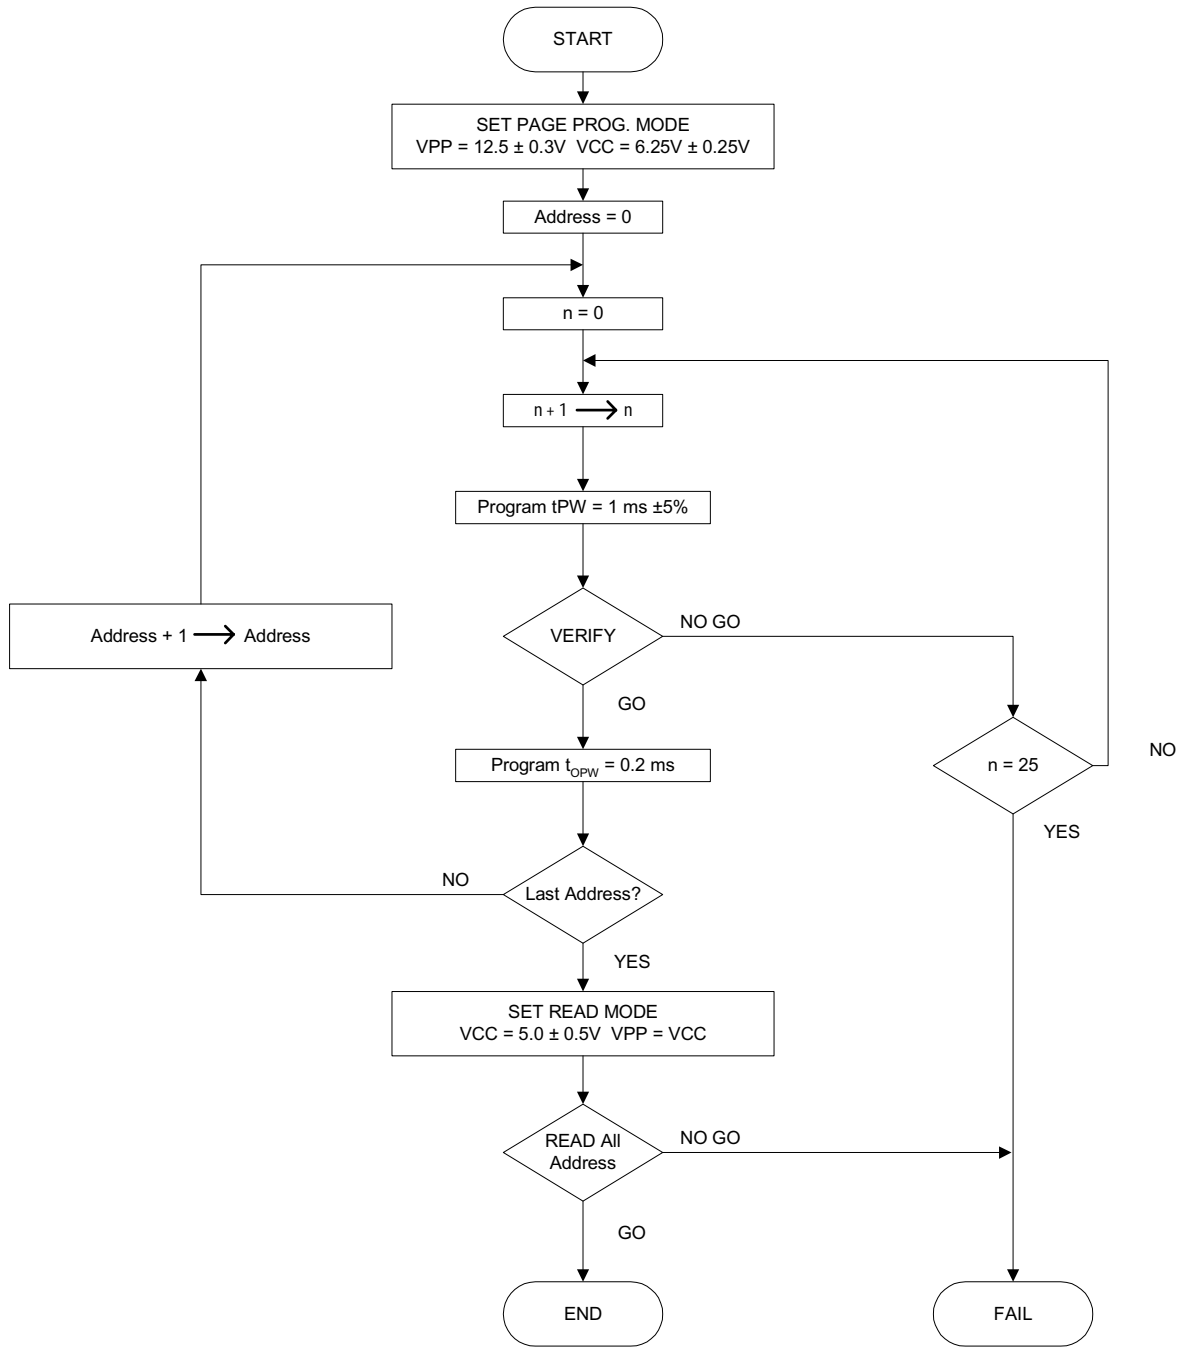 START
SET PAGE PROG. MODE
VPP = 12.5 ± 0.3V VCC = 6.25V ± 0.25V
Address = 0
n = 0
n + 1 ⟶ n
Program tPW = 1 ms ±5%
Address + 1 ⟶ Address
VERIFY
NO GO
GO
Program tOPW = 0.2 ms
n = 25
NO
YES
NO
Last Address?
YES
SET READ MODE
VCC = 5.0 ± 0.5V VPP = VCC
READ All
Address
NO GO
GO
END
FAIL